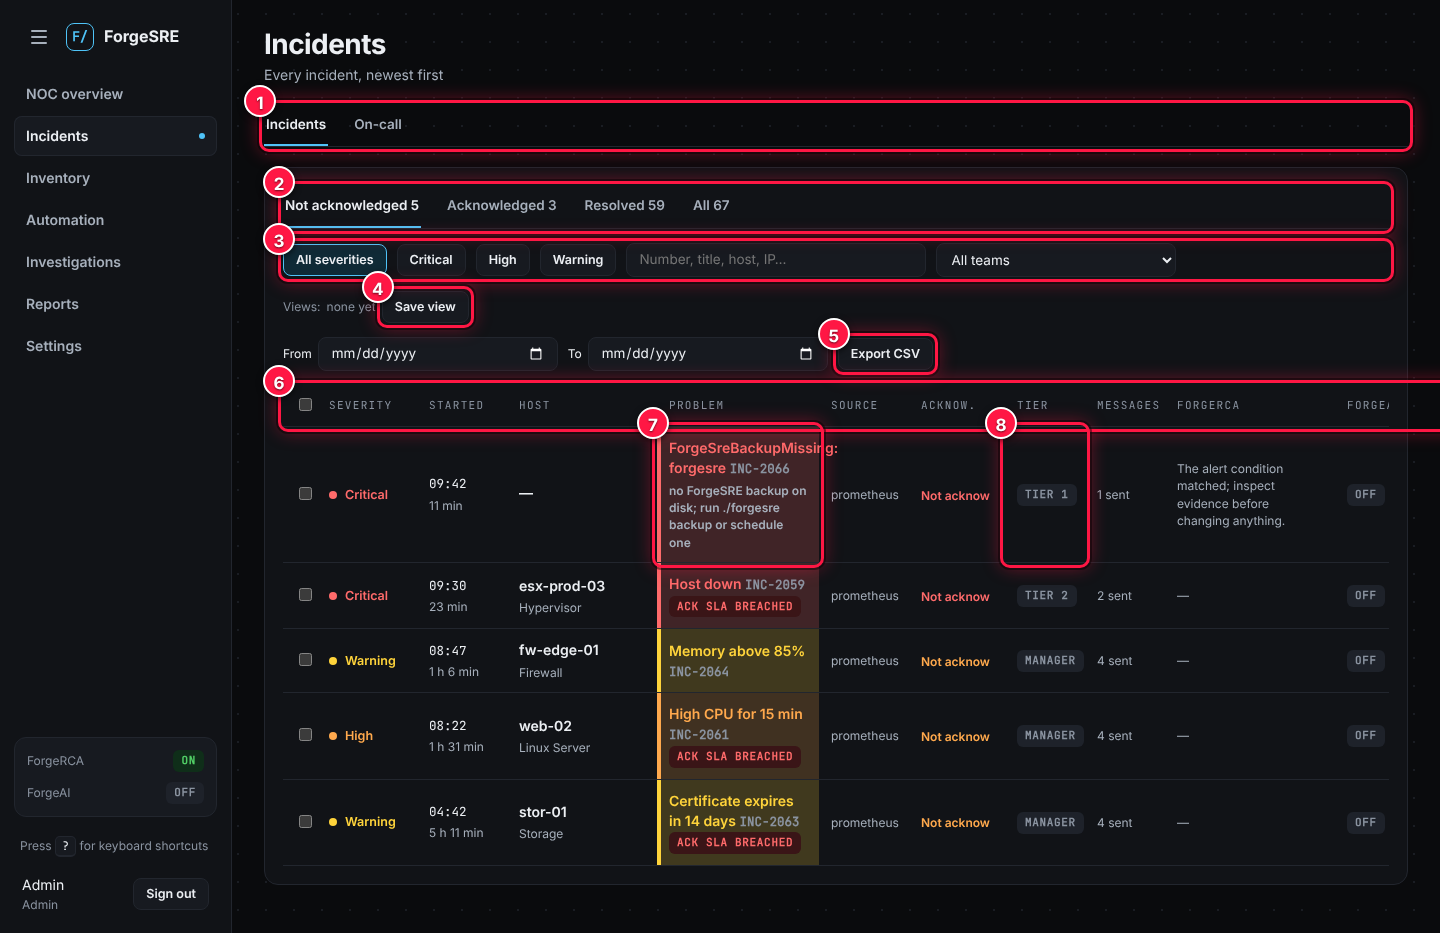 F/ ForgeSRE
NOC overview
Incidents
Inventory
Automation
Investigations
Reports
Settings
ForgeRCA ON
ForgeAI OFF
Press ? for keyboard shortcuts
Admin
Admin
Sign out
Incidents
Every incident, newest first
1
Incidents On-call
2
Not acknowledged 5 Acknowledged 3 Resolved 59 All 67
3
All severities Critical High Warning Number, title, host, IP... All teams
4
Views: none yet Save view
5
From mm/dd/yyyy To mm/dd/yyyy Export CSV
6
SEVERITY STARTED HOST PROBLEM SOURCE ACKNOW. TIER MESSAGES FORGERCA
7 8
Critical 09:42 11 min — ForgeSreBackupMissing: forgesre INC-2066 prometheus Not acknow TIER 1 1 sent OFF
no ForgeSRE backup on
disk; run ./forgesre
backup or schedule
one
The alert condition
matched; inspect
evidence before
changing anything.
Critical 09:30 23 min esx-prod-03 Hypervisor Host down INC-2059 ACK SLA BREACHED prometheus Not acknow TIER 2 2 sent — OFF
Warning 08:47 1 h 6 min fw-edge-01 Firewall Memory above 85% INC-2064 prometheus Not acknow MANAGER 4 sent — OFF
High 08:22 1 h 31 min web-02 Linux Server High CPU for 15 min INC-2061 ACK SLA BREACHED prometheus Not acknow MANAGER 4 sent — OFF
Warning 04:42 5 h 11 min stor-01 Storage Certificate expires in 14 days INC-2063 ACK SLA BREACHED prometheus Not acknow MANAGER 4 sent — OFF